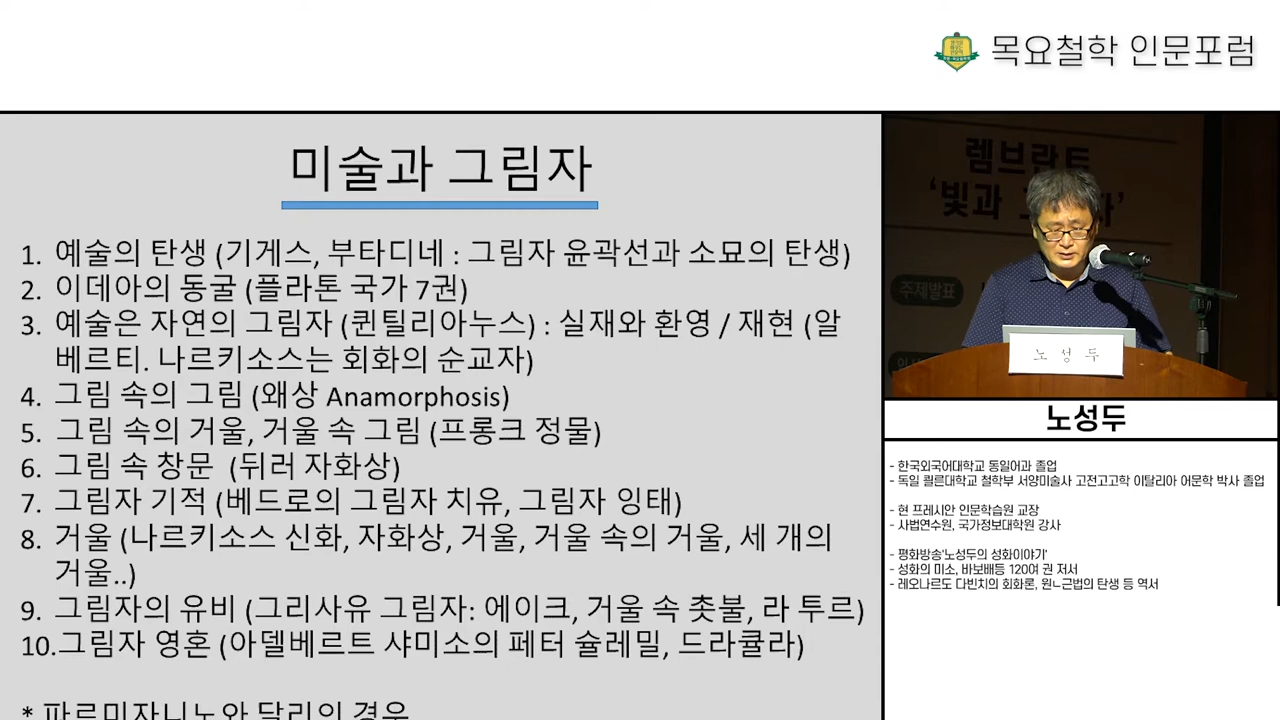 목요철학 인문포럼
미술과 그림자
1. 예술의 탄생 (기게스, 부타디네 : 그림자 윤곽선과 소묘의 탄생)
2. 이데아의 동굴 (플라톤 국가 7권)
3. 예술은 자연의 그림자 (퀸틸리아누스) : 실재와 환영 / 재현 (알
베르티. 나르키소스는 회화의 순교자)
4. 그림 속의 그림 (왜상 Anamorphosis)
5. 그림 속의 거울, 거울 속 그림 (프롱크 정물)
6. 그림 속 창문 (뒤러 자화상)
7. 그림자 기적 (베드로의 그림자 치유, 그림자 잉태)
8. 거울 (나르키소스 신화, 자화상, 거울, 거울 속의 거울, 세 개의
거울..)
9. 그림자의 유비 (그리사유 그림자: 에이크, 거울 속 촛불, 라 투르)
10.그림자 영혼 (아델베르트 샤미소의 페터 슐레밀, 드라큘라)
* 파르미자니노와 달리의 경우
렘브란트
'빛과
주제발표
노 성 두
노성두
- 한국외국어대학교 동일어과 졸업
- 독일 쾰른대학교 철학부 서양미술사 고전고고학 이탈리아 어문학 박사 졸업
- 현 프레시안 인문학습원 교장
- 사법연수원, 국가정보대학원 강사
- 평화방송'노성두의 성화이야기'
- 성화의 미소, 바보배등 120여 권 저서
- 레오나르도 다빈치의 회화론, 원ㄴ근법의 탄생 등 역서